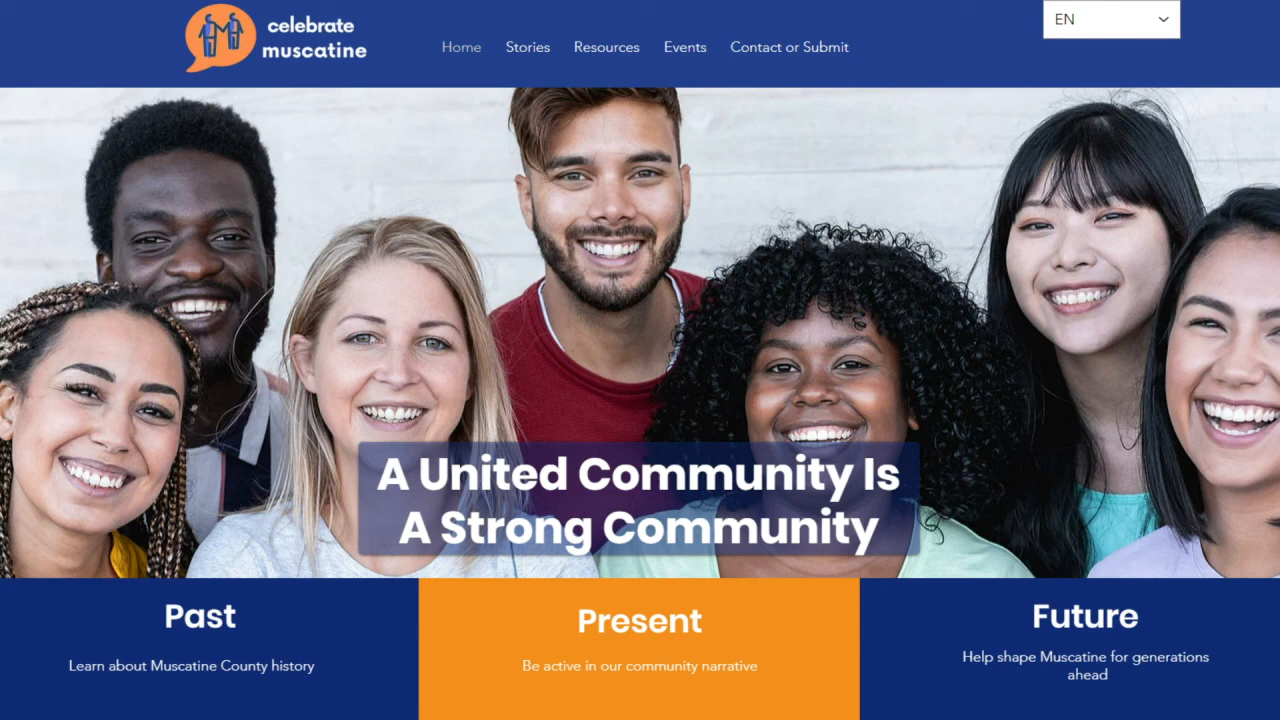 celebrate
muscatine
Home Stories Resources Events Contact or Submit
EN
A United Community Is
A Strong Community
Past
Learn about Muscatine County history
Present
Be active in our community narrative
Future
Help shape Muscatine for generations
ahead